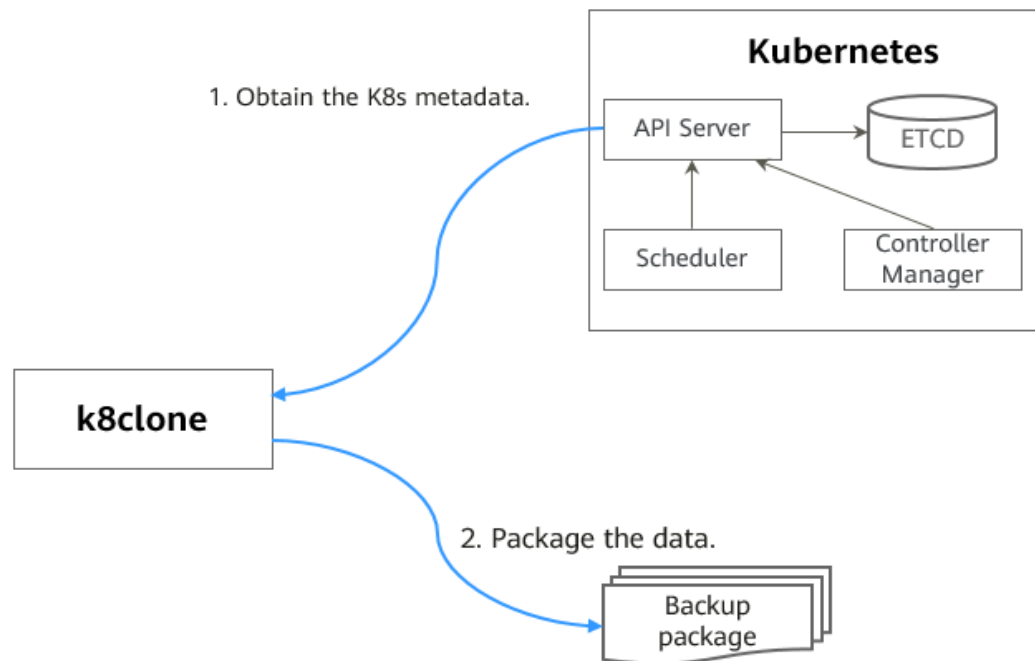 Kubernetes
1. Obtain the K8s metadata.
API Server
ETCD
Scheduler
Controller
Manager
k8clone
2. Package the data.
Backup
package